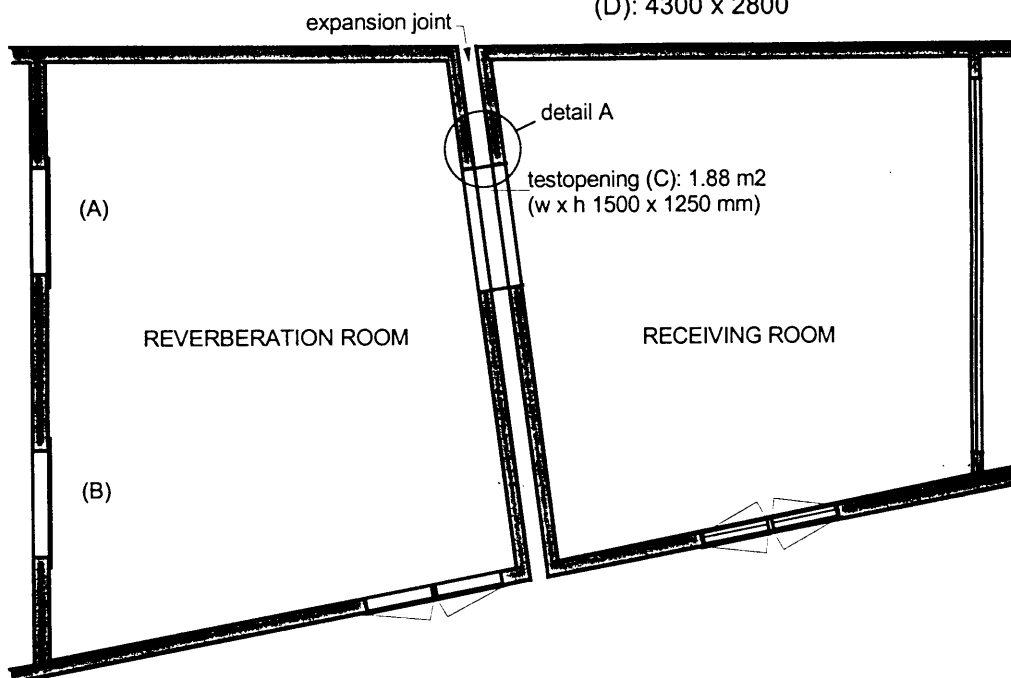 (D): 4300 x 2800
expansion joint
detail A
testopening (C): 1.88 m2
(w x h 1500 x 1250 mm)
(A)
REVERBERATION ROOM
RECEIVING ROOM
(B)